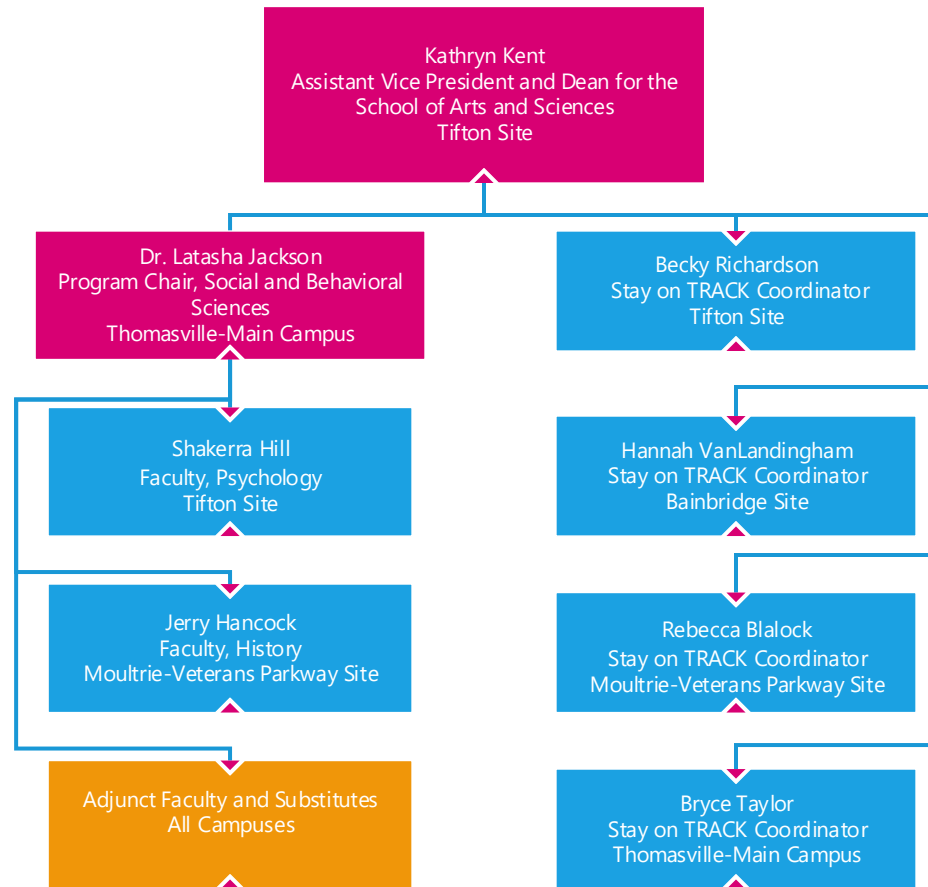 Kathryn Kent
Assistant Vice President and Dean for the
School of Arts and Sciences
Tifton Site
Dr. Latasha Jackson
Program Chair, Social and Behavioral
Sciences
Thomasville-Main Campus
Shakerra Hill
Faculty, Psychology
Tifton Site
Jerry Hancock
Faculty, History
Moultrie-Veterans Parkway Site
Adjunct Faculty and Substitutes
All Campuses
Becky Richardson
Stay on TRACK Coordinator
Tifton Site
Hannah VanLandingham
Stay on TRACK Coordinator
Bainbridge Site
Rebecca Blalock
Stay on TRACK Coordinator
Moultrie-Veterans Parkway Site
Bryce Taylor
Stay on TRACK Coordinator
Thomasville-Main Campus